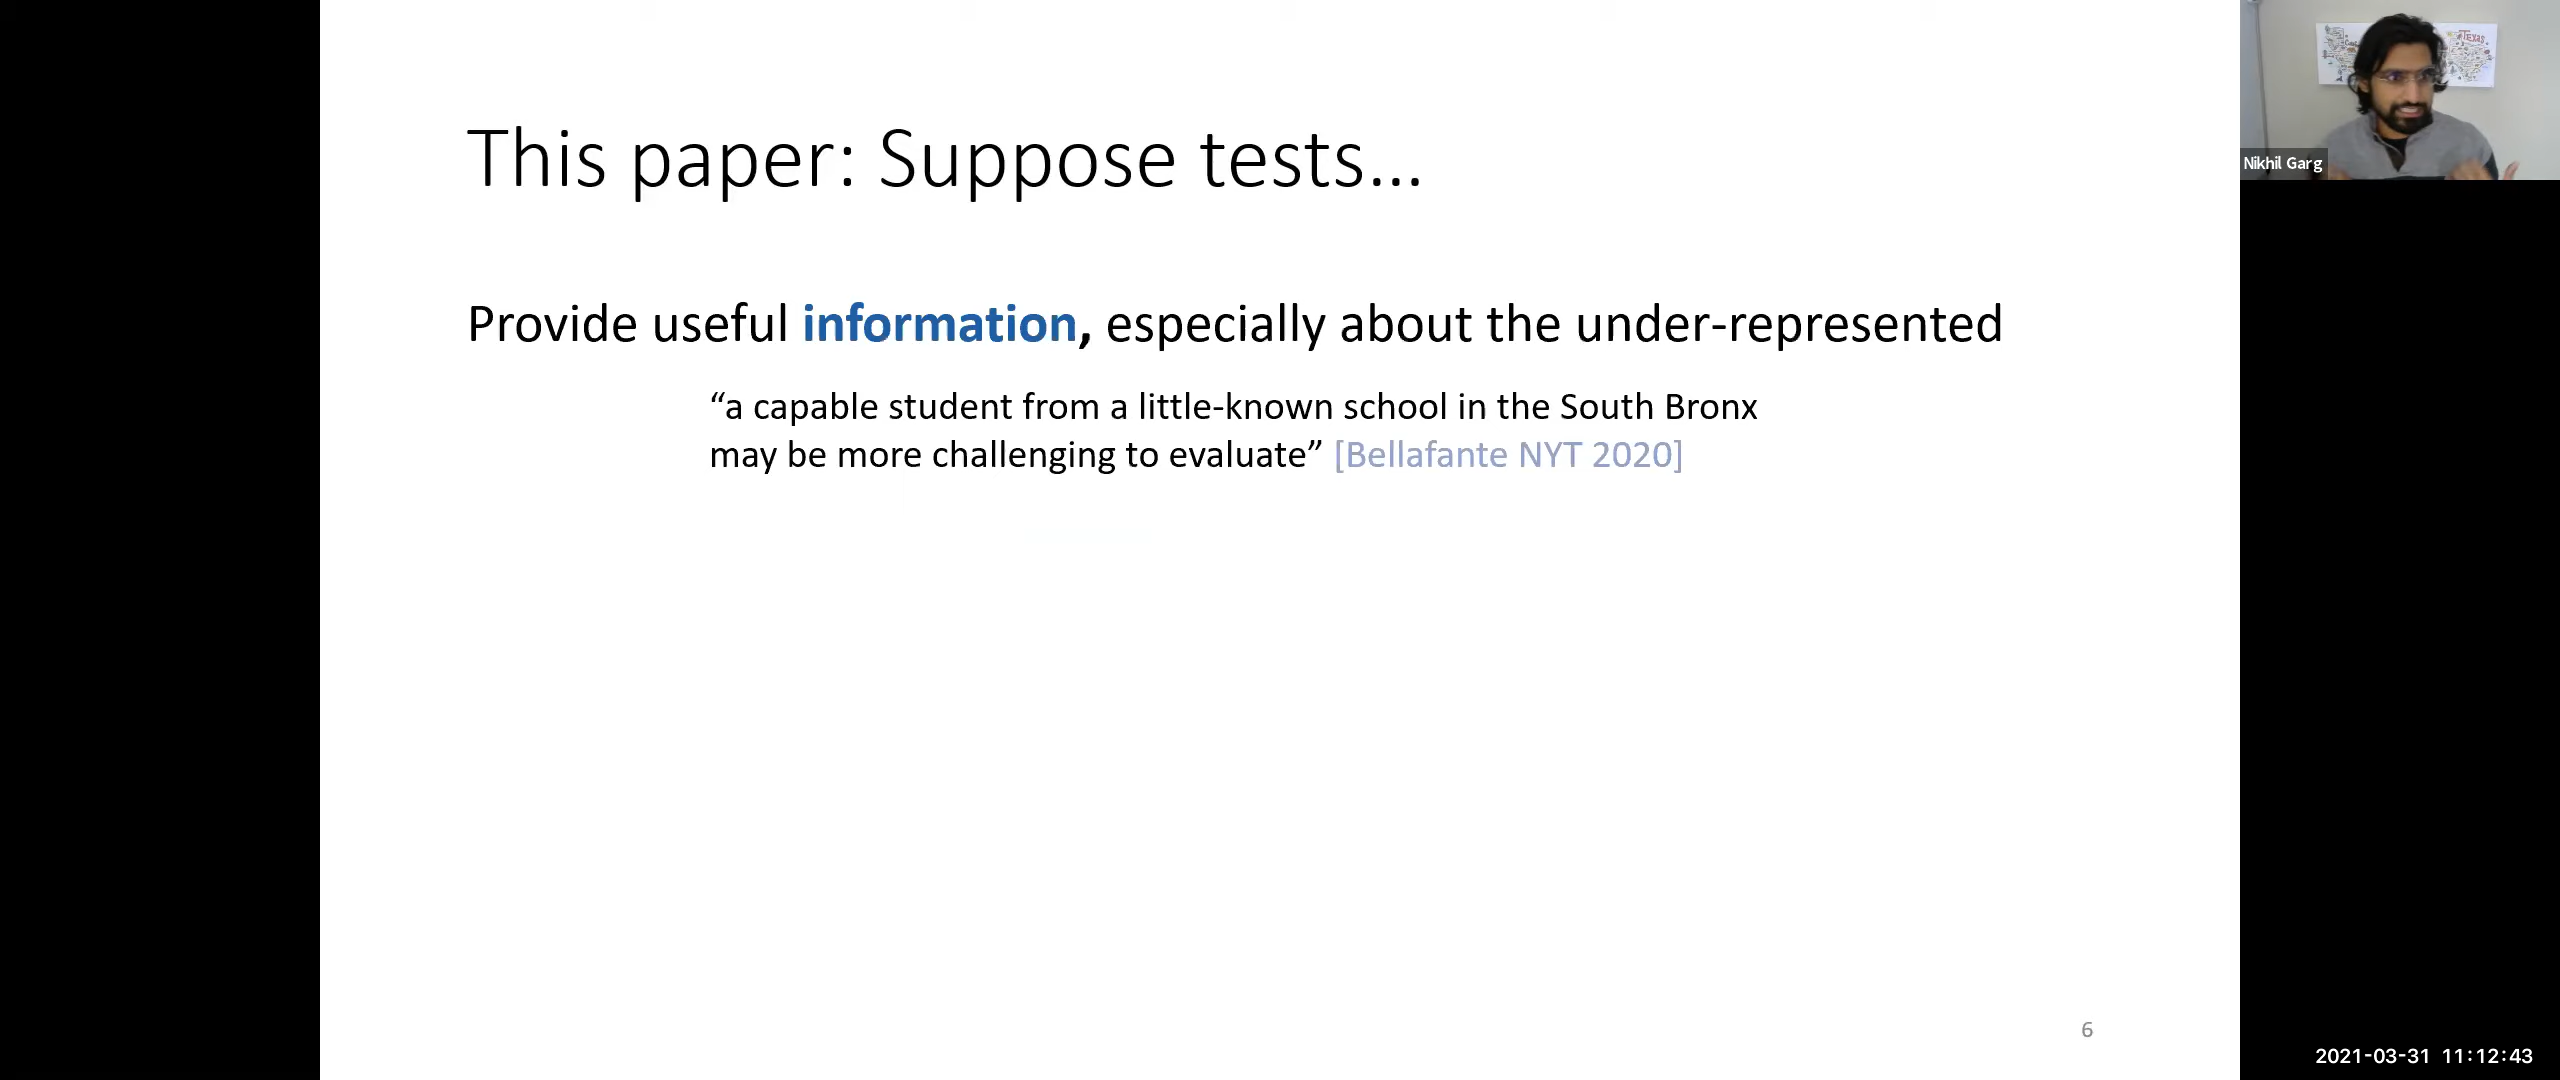 This paper: Suppose tests…
Provide useful information, especially about the under-represented
“a capable student from a little-known school in the South Bronx
may be more challenging to evaluate” [Bellafante NYT 2020]
6
Texas
Nikhil Garg
2021-03-31 11:12:43